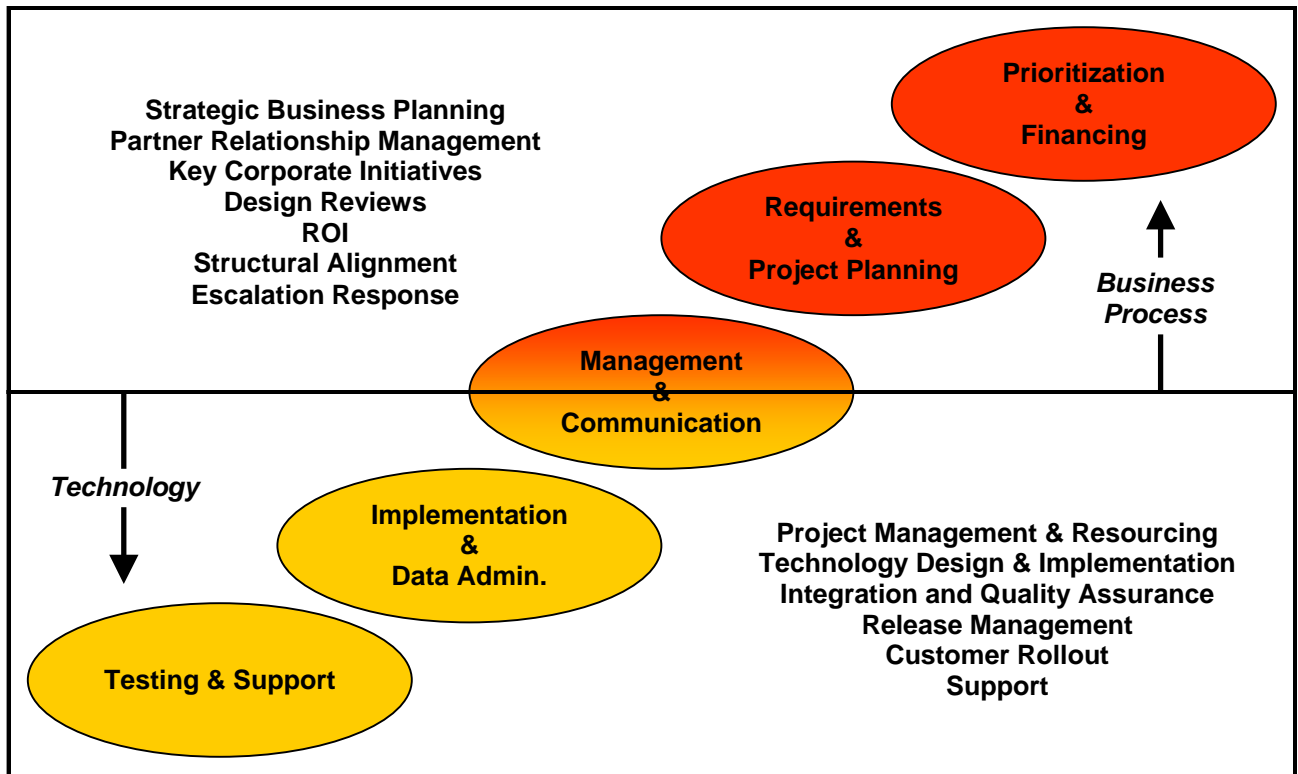 Prioritization
&
Financing
Strategic Business Planning
Partner Relationship Management
Key Corporate Initiatives
Design Reviews
ROI
Structural Alignment
Escalation Response
Requirements
&
Project Planning
Business
Process
Management
&
Communication
Technology
Implementation
&
Data Admin.
Project Management & Resourcing
Technology Design & Implementation
Integration and Quality Assurance
Release Management
Customer Rollout
Support
Testing & Support